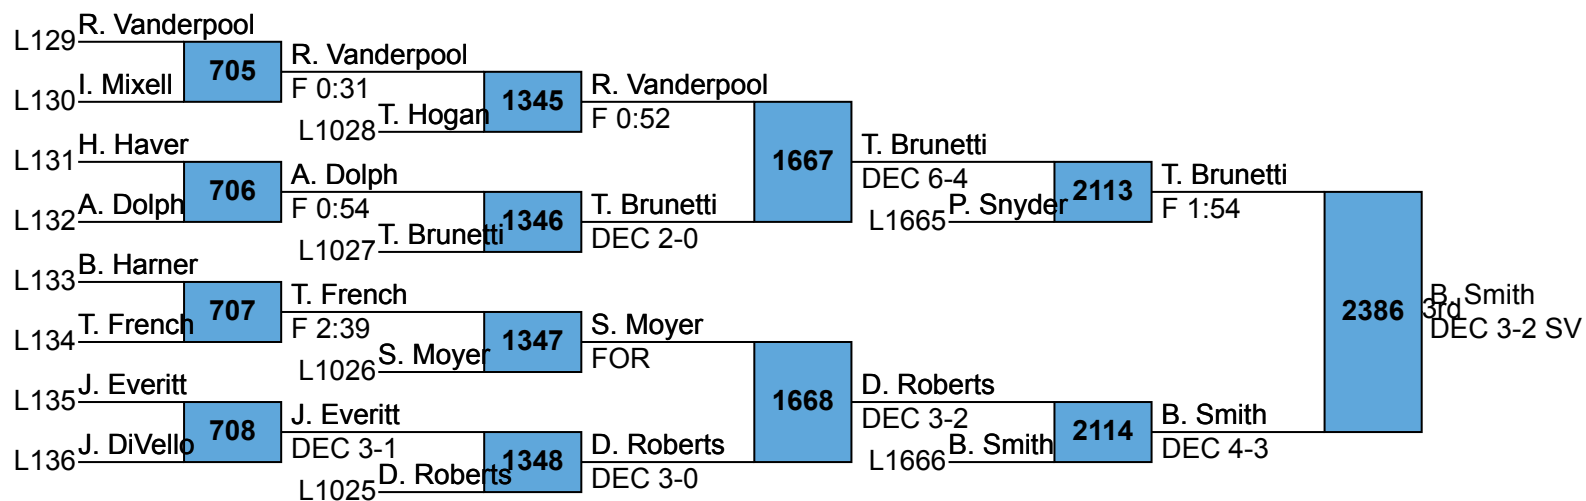 R. Vanderpool
L129
705
I. Mixell
L130
R. Vanderpool
F 0:31
T. Hogan
L1028
1345
R. Vanderpool
F 0:52
H. Haver
L131
706
A. Dolph
L132
A. Dolph
F 0:54
T. Brunetti
L1027
1346
T. Brunetti
DEC 2-0
1667
T. Brunetti
DEC 6-4
P. Snyder
L1665
2113
T. Brunetti
F 1:54
B. Harner
L133
707
T. French
L134
T. French
F 2:39
S. Moyer
L1026
1347
S. Moyer
FOR
J. Everitt
L135
708
J. DiVello
L136
J. Everitt
DEC 3-1
D. Roberts
L1025
1348
D. Roberts
DEC 3-0
1668
D. Roberts
DEC 3-2
B. Smith
L1666
2114
B. Smith
DEC 4-3
2386
3rd
B. Smith
DEC 3-2 SV